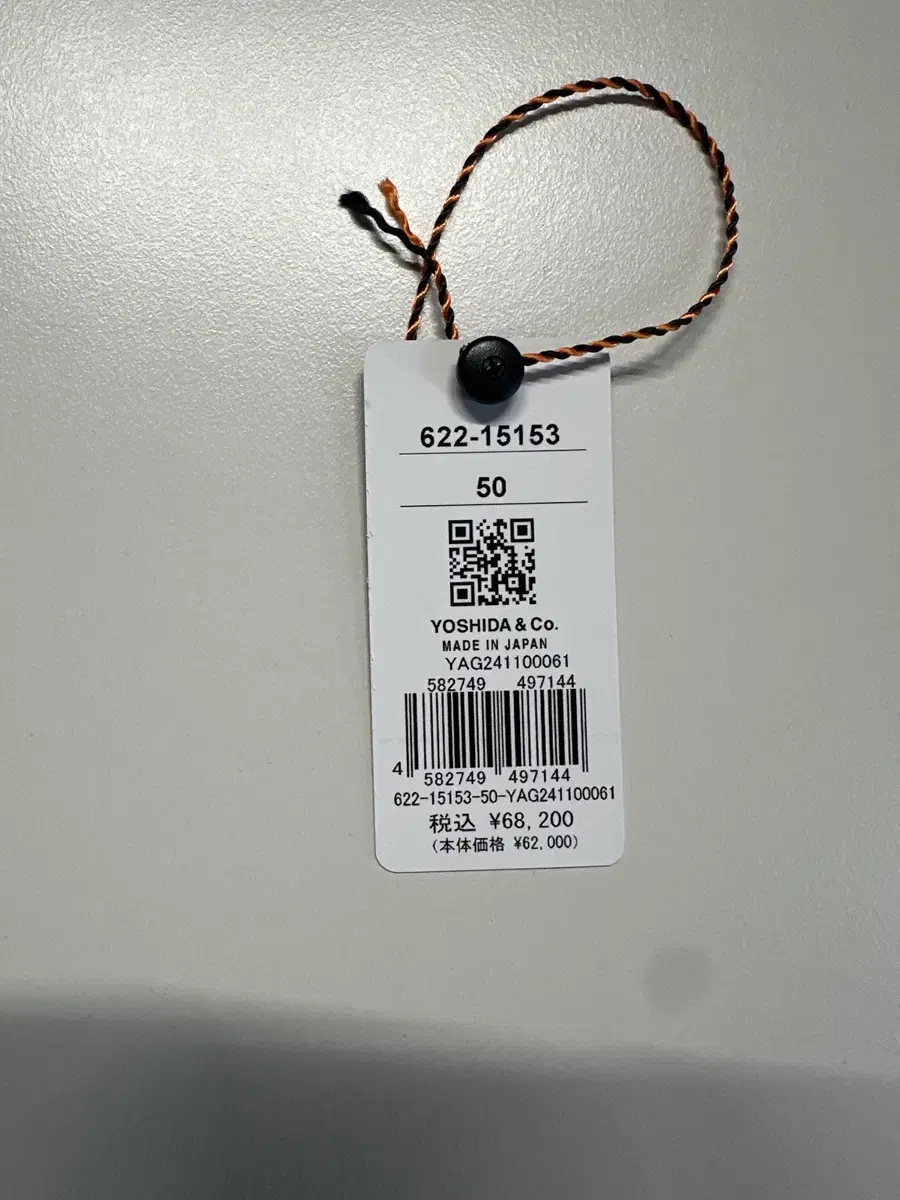 622-15153
50
YOSHIDA & Co.
MADE IN JAPAN
YAG241100061
582749 497144
4 582749 497144
622-15153-50-YAG241100061
税込 ¥68,200
(本体価格 ¥62,000)